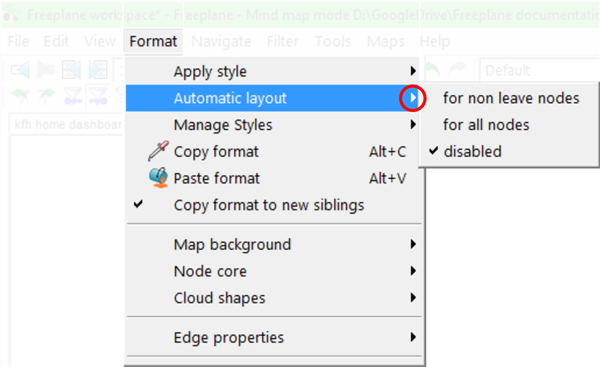 Freeplane workspace* - Freeplane - Mind map mode D:\GoogleDrive\Freeplane documentatio
File Edit View Format Navigate Filter Tools Maps Help
Default
kfh home dashboar
Apply style
Automatic layout
for non leave nodes
for all nodes
disabled
Manage Styles
Copy format Alt+C
Paste format Alt+V
Copy format to new siblings
Map background
Node core
Cloud shapes
Edge properties